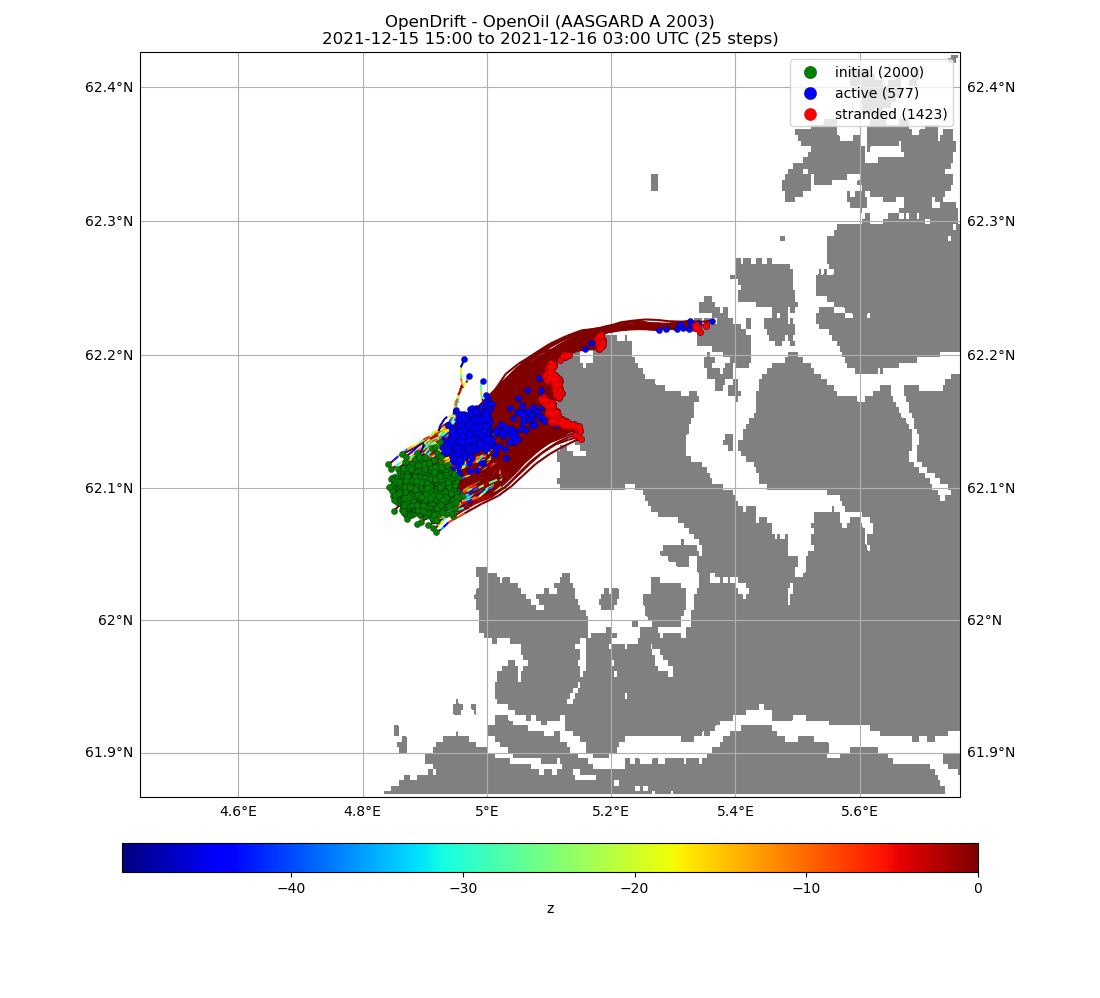 OpenDrift - OpenOil (AASGARD A 2003)
2021-12-15 15:00 to 2021-12-16 03:00 UTC (25 steps)
initial (2000)
active (577)
stranded (1423)
62.4°N 62.4°N
62.3°N 62.3°N
62.2°N 62.2°N
62.1°N 62.1°N
62°N 62°N
61.9°N 61.9°N
4.6°E 4.8°E 5°E 5.2°E 5.4°E 5.6°E
−40 −30 −20 −10 0
z